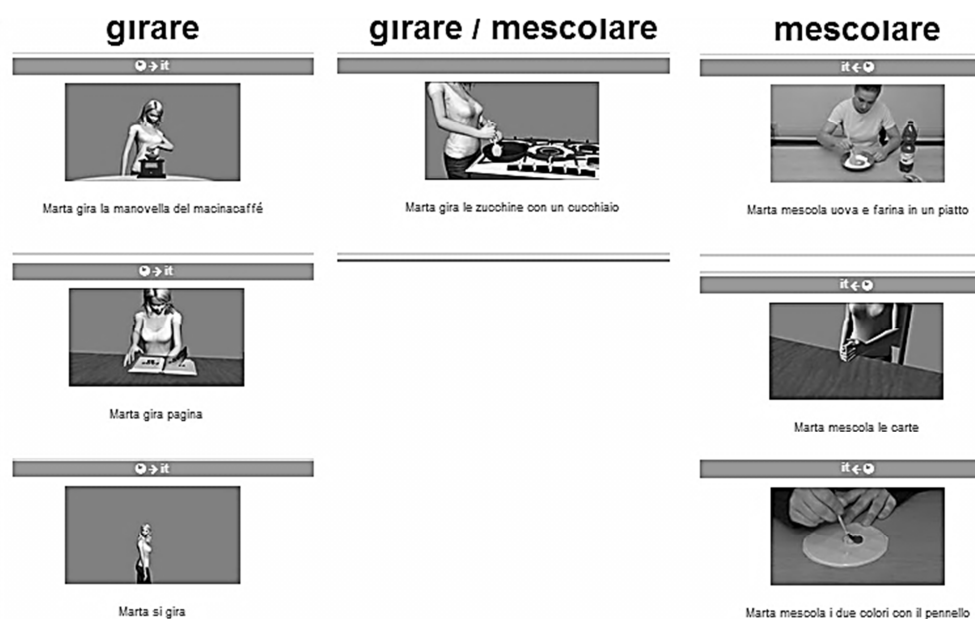 girare
girare / mescolare
mescolare
→ it
it ←
Marta gira la manovella del macinacaffé
Marta gira le zucchine con un cucchiaio
Marta mescola uova e farina in un piatto
→ it
it ←
Marta gira pagina
Marta mescola le carte
→ it
it ←
Marta si gira
Marta mescola i due colori con il pennello